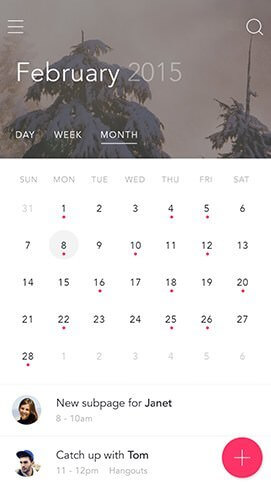 February 2015
DAY WEEK MONTH
SUN MON TUE WED THU FRI SAT
31 1 2 3 4 5 6
7 8 9 10 11 12 13
14 15 16 17 18 19 20
21 22 23 24 25 26 27
28 1 2 3 4 5 6
New subpage for Janet
8 - 10am
Catch up with Tom
11 - 12pm Hangouts